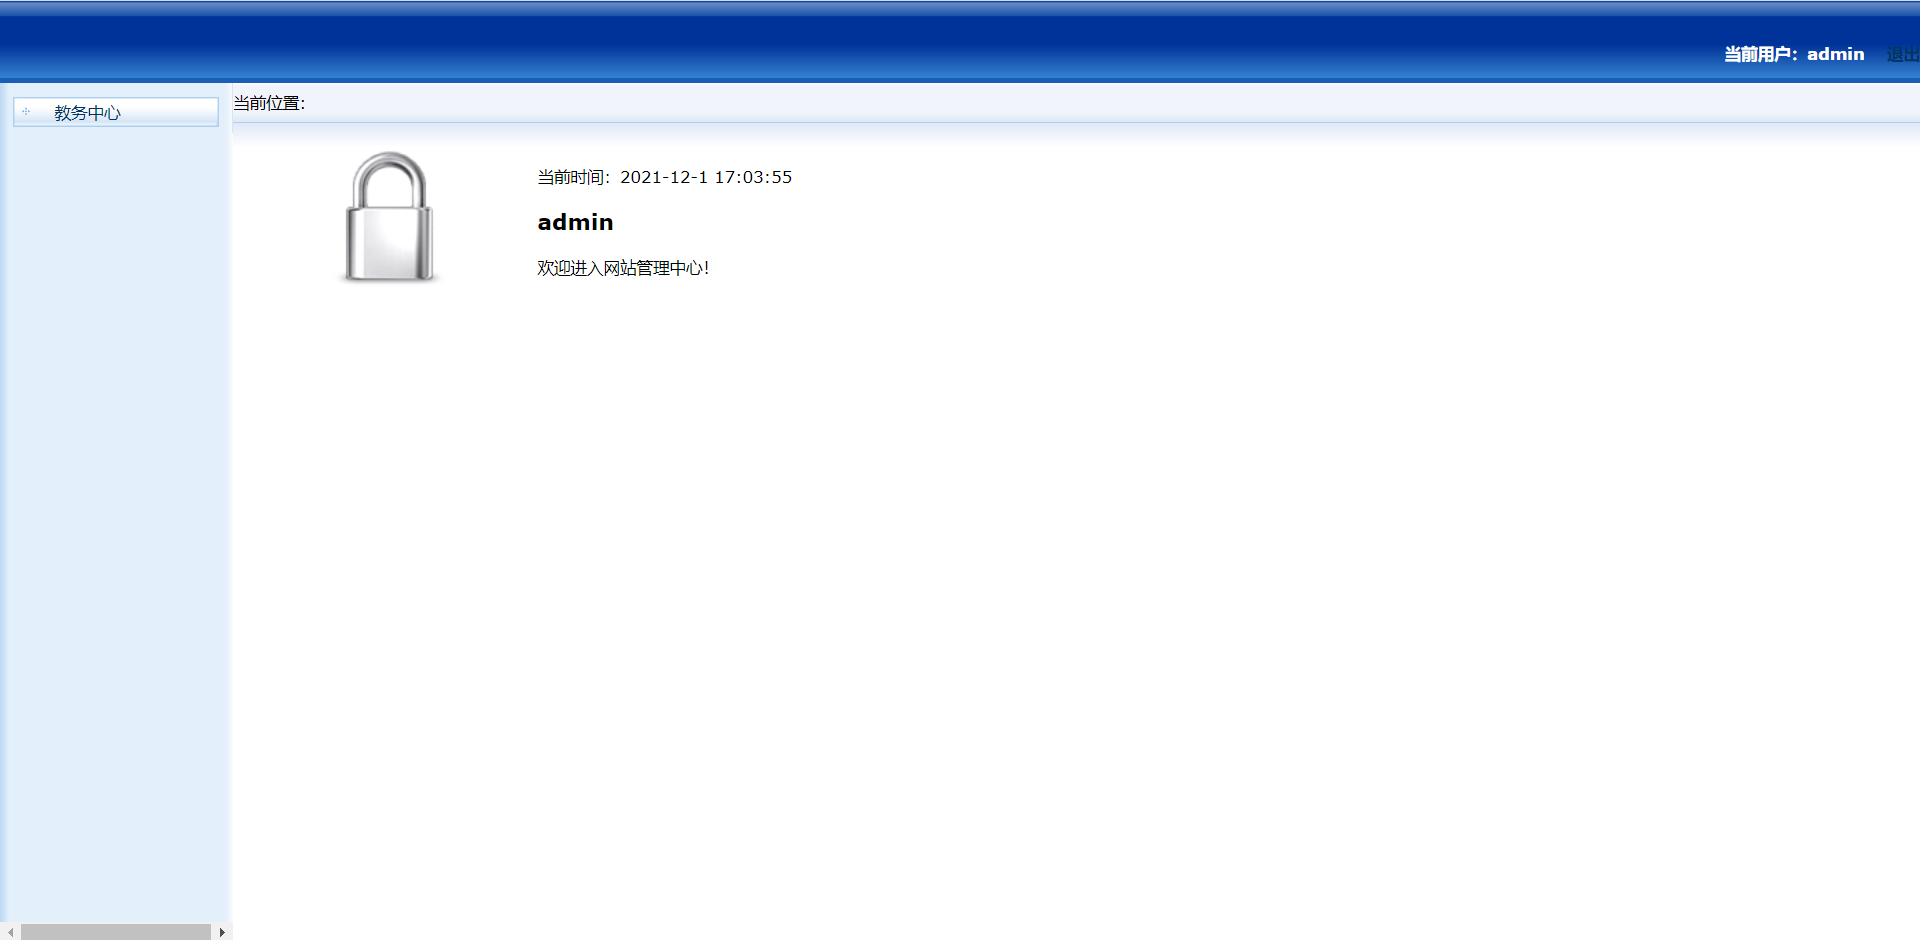 当前用户：admin 退出
教务中心
当前位置：
当前时间：2021-12-1 17:03:55
admin
欢迎进入网站管理中心！